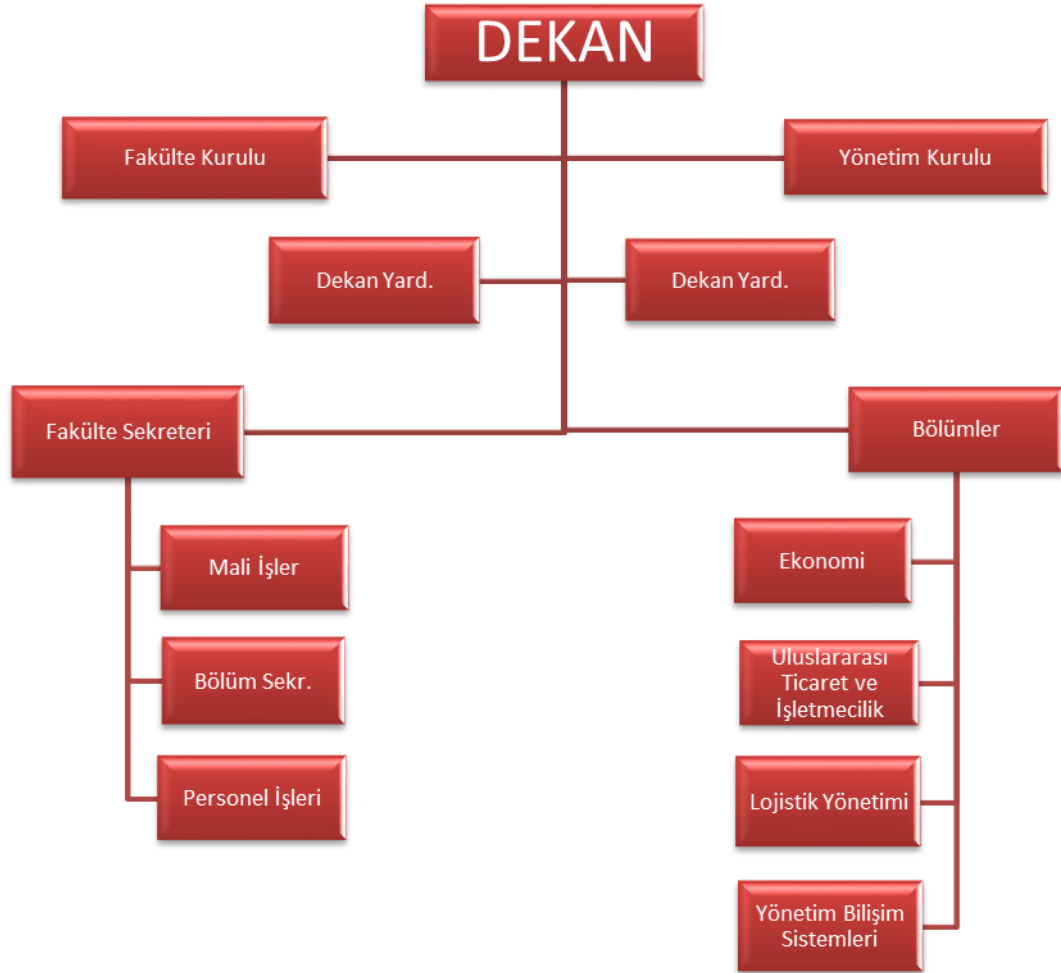 DEKAN
Fakülte Kurulu
Yönetim Kurulu
Dekan Yard.
Dekan Yard.
Fakülte Sekreteri
Bölümler
Mali İşler
Bölüm Sekr.
Personel İşleri
Ekonomi
Uluslararası
Ticaret ve
İşletmecilik
Lojistik Yönetimi
Yönetim Bilişim
Sistemleri